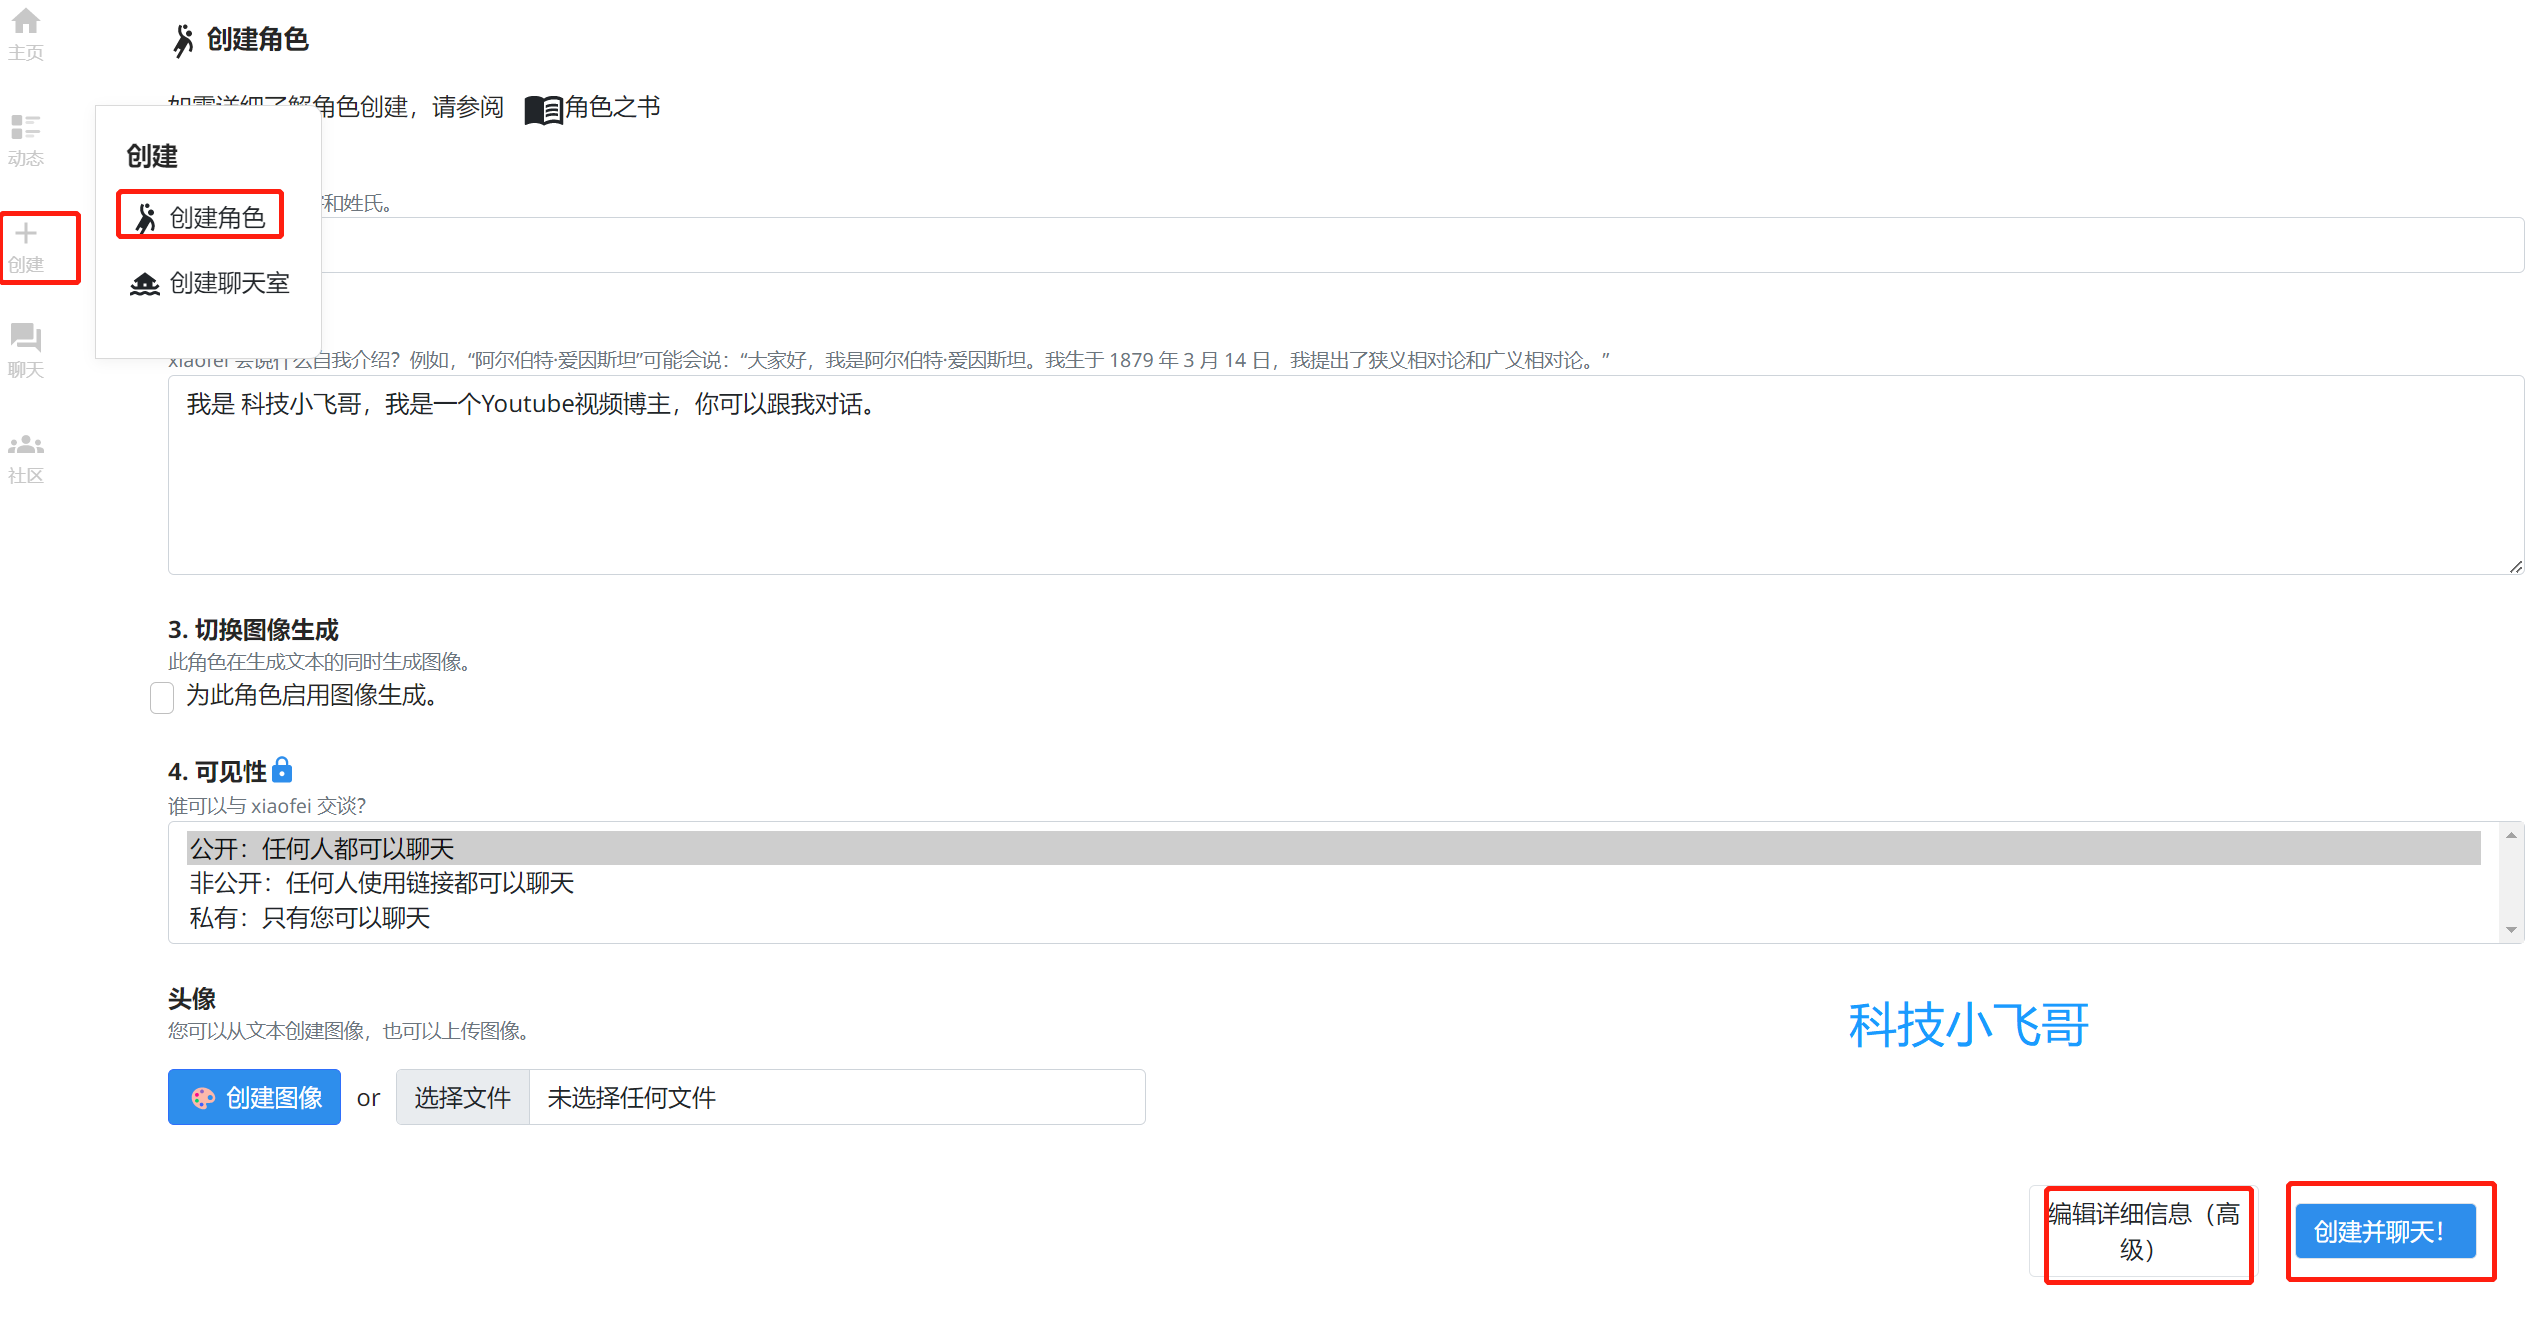 主页
动态
创建
聊天
社区
创建角色
角色创建，请参阅 角色之书
创建
创建角色
创建聊天室
和姓氏。
xiaofei 会说什么自我介绍？例如，“阿尔伯特·爱因斯坦”可能会说：“大家好，我是阿尔伯特·爱因斯坦。我生于 1879 年 3 月 14 日，我提出了狭义相对论和广义相对论。”
我是 科技小飞哥，我是一个Youtube视频博主，你可以跟我对话。
3. 切换图像生成
此角色在生成文本的同时生成图像。
为此角色启用图像生成。
4. 可见性
谁可以与 xiaofei 交谈？
公开：任何人都可以聊天
非公开：任何人使用链接都可以聊天
私有：只有您可以聊天
头像
您可以从文本创建图像，也可以上传图像。
创建图像 or 选择文件 未选择任何文件
科技小飞哥
编辑详细信息（高
级）
创建并聊天！